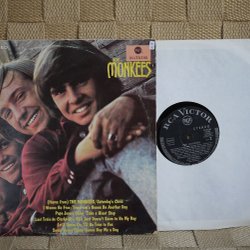 RCA VICTOR
THE
MONKEES
(Theme From) THE MONKEES / Saturday's Child
I Wanna Be Free / Tomorrow's Gonna Be Another Day
Papa Gene's Blues / Take a Giant Step
Last Train to Clarksville / This Just Doesn't Seem to Be My Day
Let's Dance On / I'll Be True to You
Sweet Young Thing / Gonna Buy Me a Dog
RCA VICTOR
STEREO